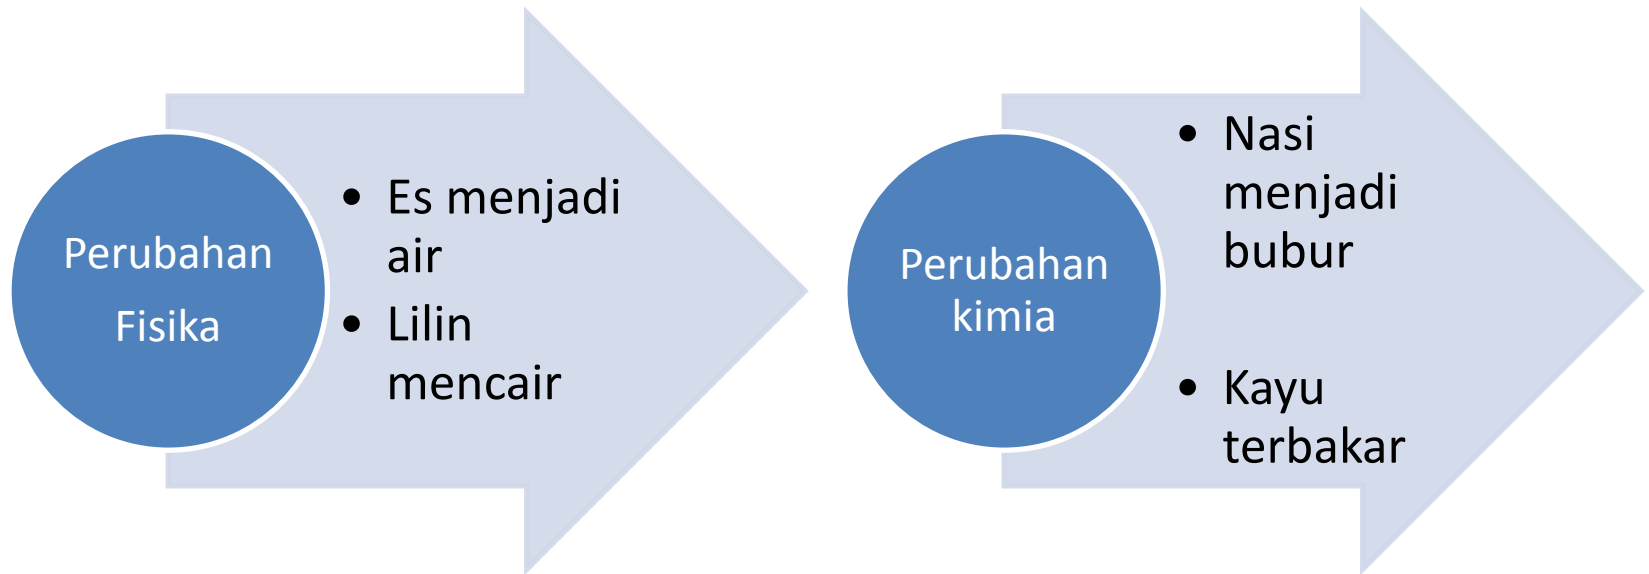 Perubahan
Fisika
• Es menjadi
air
• Lilin
mencair
Perubahan
kimia
• Nasi
menjadi
bubur
• Kayu
terbakar